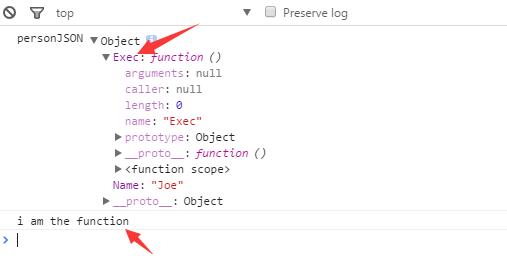 top Preserve log
personJSON Object
Exec: function ()
arguments: null
caller: null
length: 0
name: "Exec"
prototype: Object
__proto__: function ()
<function scope>
Name: "Joe"
__proto__: Object
i am the function